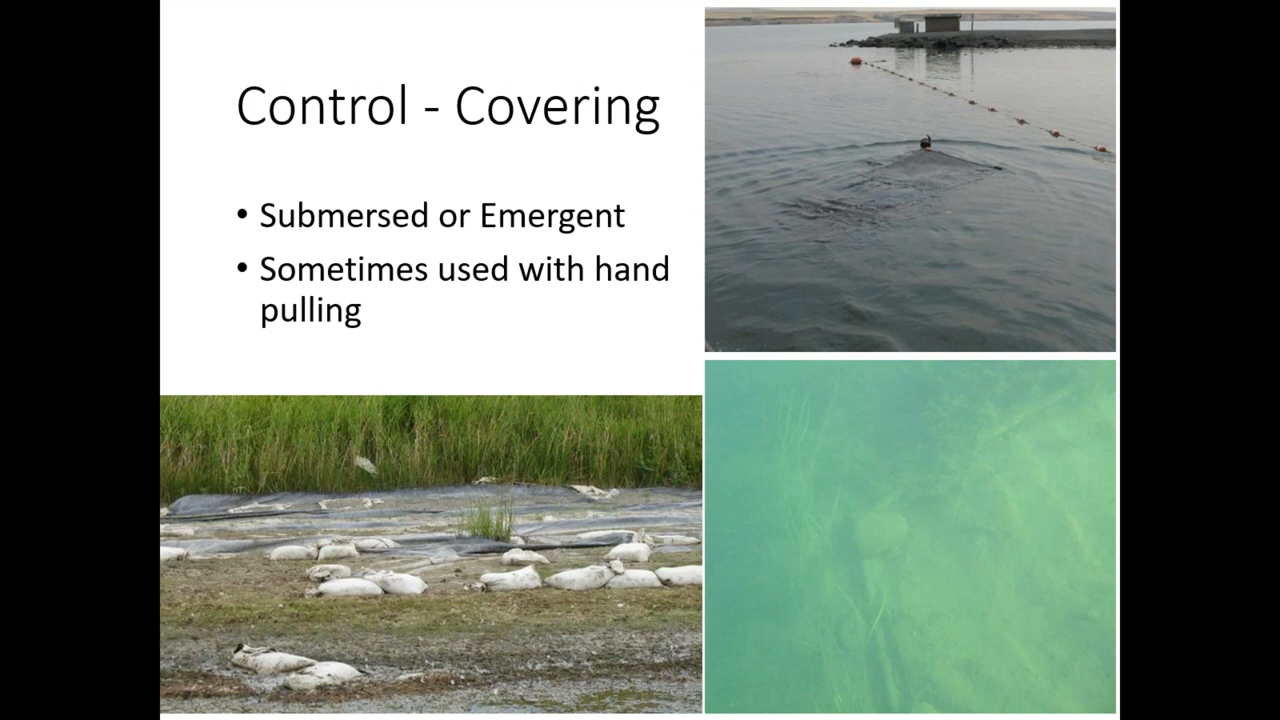 Control - Covering
• Submersed or Emergent
• Sometimes used with hand
pulling